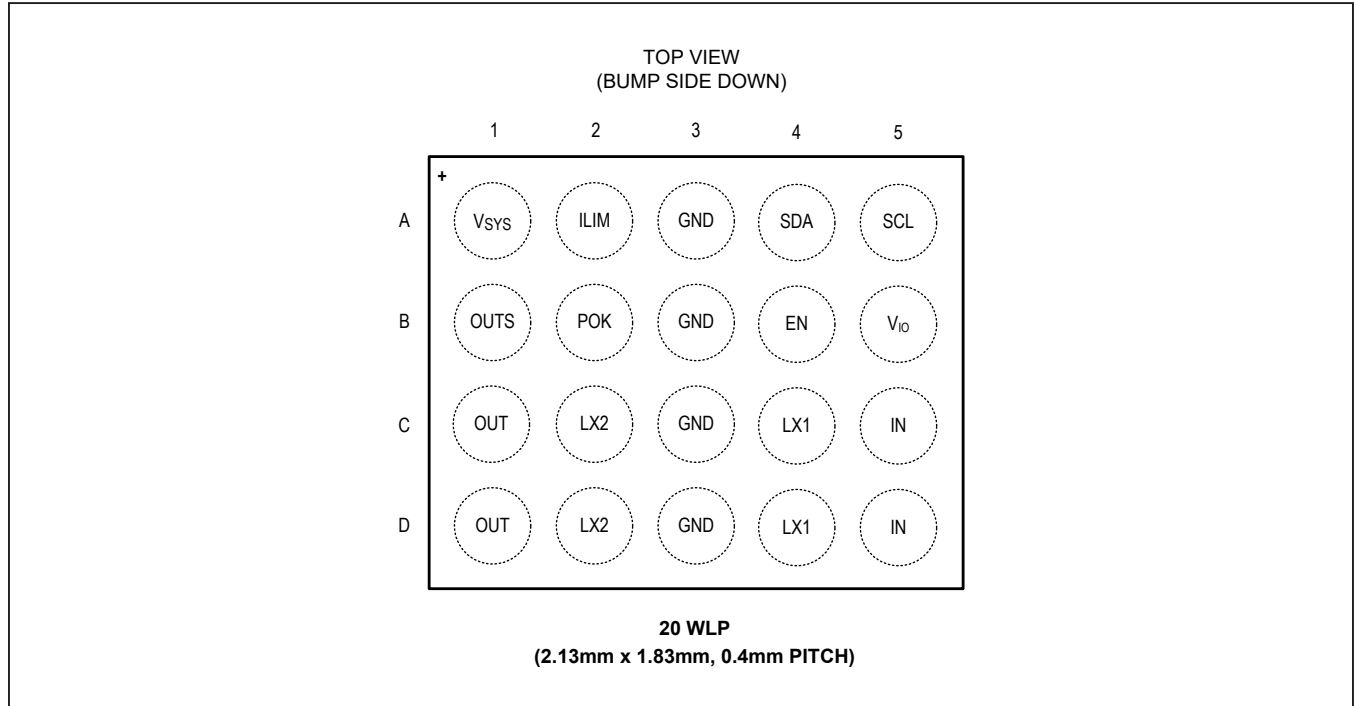 TOP VIEW
(BUMP SIDE DOWN)
1 2 3 4 5
+
A VSYS ILIM GND SDA SCL
B OUTS POK GND EN VIO
C OUT LX2 GND LX1 IN
D OUT LX2 GND LX1 IN
20 WLP
(2.13mm x 1.83mm, 0.4mm PITCH)